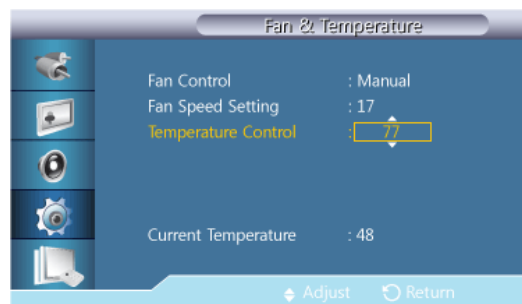 Fan & Temperature
Fan Control : Manual
Fan Speed Setting : 17
Temperature Control : 77
Current Temperature : 48
Adjust Return